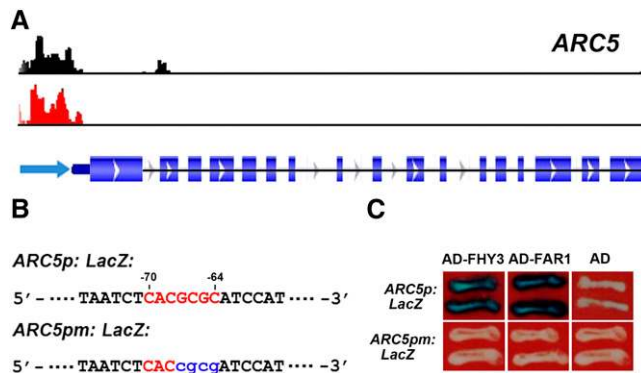 A
ARC5
B
ARC5p: LacZ:
-70 -64
5′ - ···· TAATCTCACGCGCATCCAT ···· -3′
ARC5pm: LacZ:
5′ - ···· TAATCTCACcgcgATCCAT ···· -3′
C
AD-FHY3 AD-FAR1 AD
ARC5p:
LacZ
ARC5pm:
LacZ